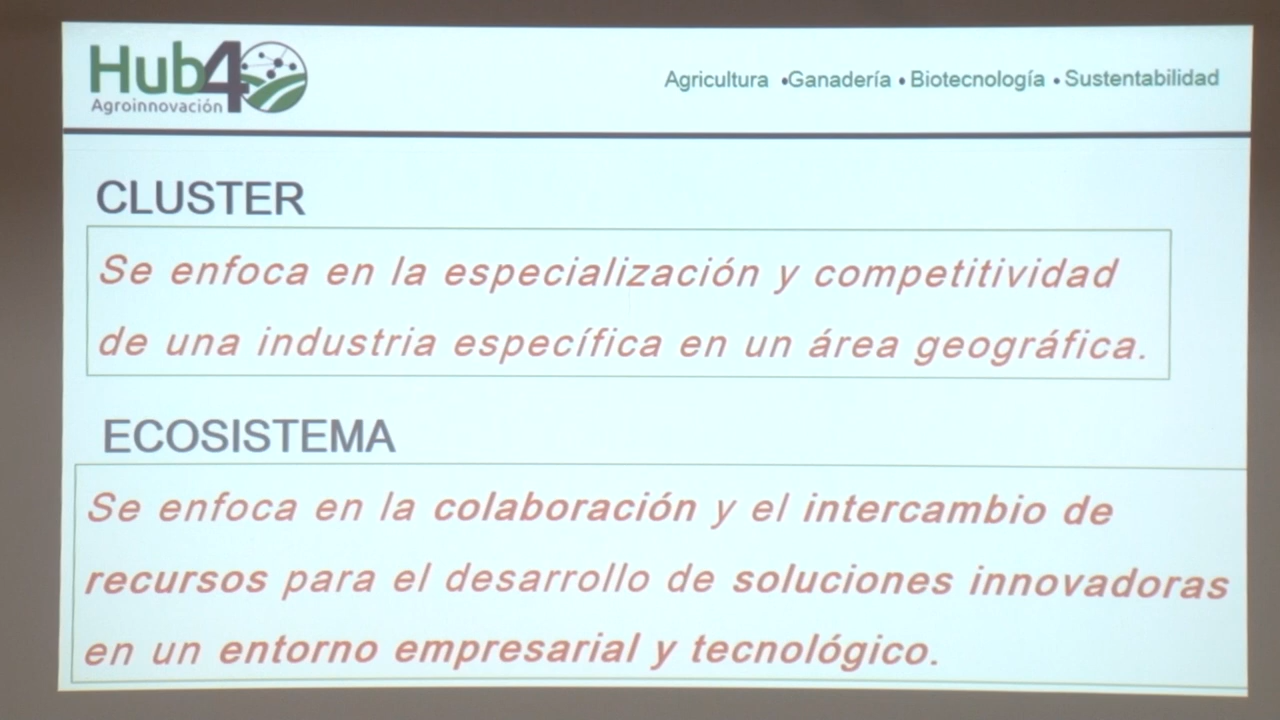 Hub40
Agroinnovación
Agricultura •Ganadería • Biotecnología • Sustentabilidad
CLUSTER
Se enfoca en la especialización y competitividad
de una industria específica en un área geográfica.
ECOSISTEMA
Se enfoca en la colaboración y el intercambio de
recursos para el desarrollo de soluciones innovadoras
en un entorno empresarial y tecnológico.